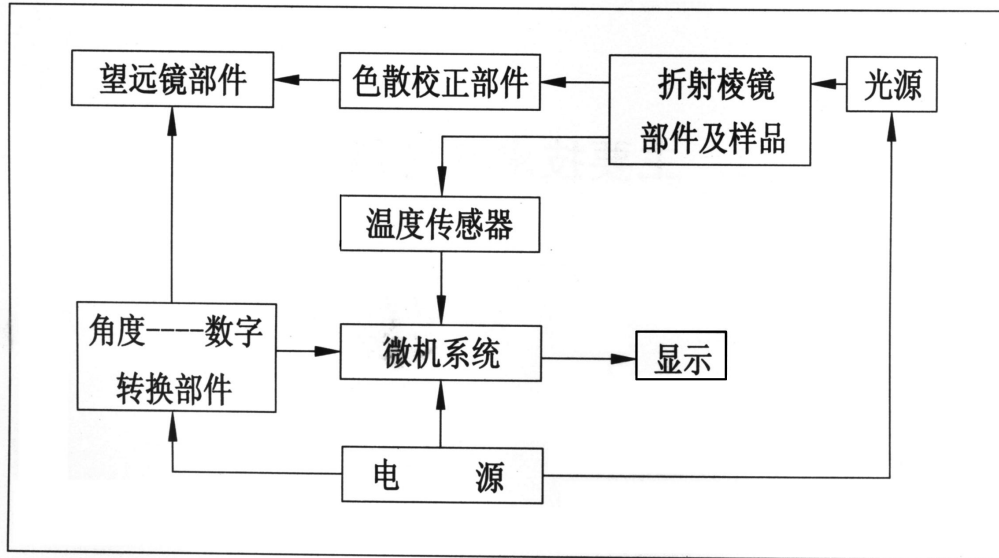 望远镜部件
色散校正部件
折射棱镜
部件及样品
光源
温度传感器
角度----数字
转换部件
微机系统
显示
电 源